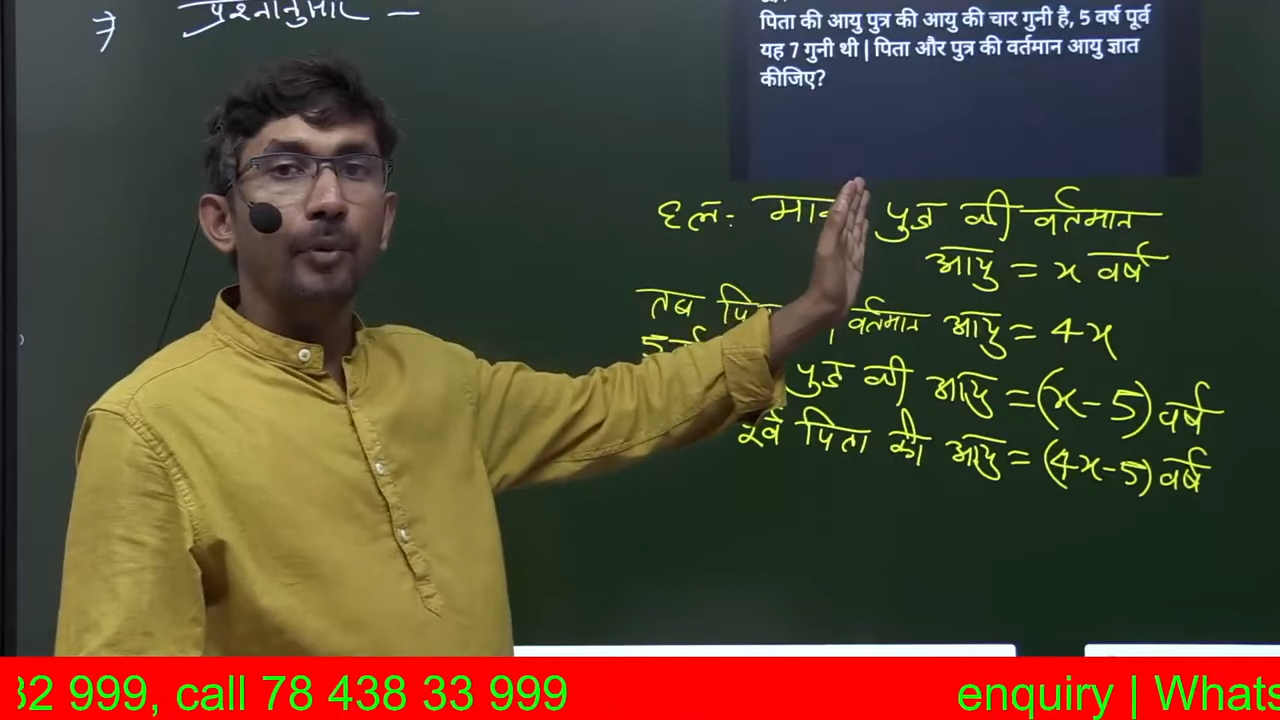 ⇒ प्रश्नानुसार –
पिता की आयु पुत्र की आयु की चार गुनी है, 5 वर्ष पूर्व
यह 7 गुनी थी | पिता और पुत्र की वर्तमान आयु ज्ञात
कीजिए?
हल: माना पुत्र की वर्तमान
आयु = x वर्ष
तब वर्तमान आयु = 4x
पुत्र की आयु = (x - 5) वर्ष
पूर्व पिता की आयु = (4x - 5) वर्ष
32 999, call 78 438 33 999 enquiry | Whats